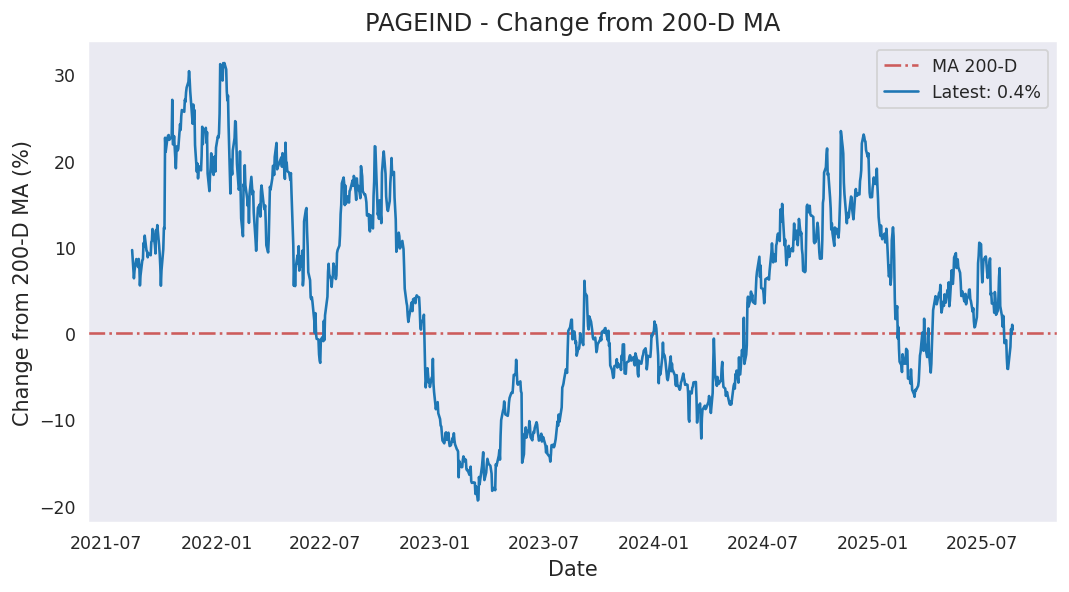 PAGEIND - Change from 200-D MA
MA 200-D
Latest: 0.4%
Change from 200-D MA (%)
30
20
10
0
−10
−20
2021-07 2022-01 2022-07 2023-01 2023-07 2024-01 2024-07 2025-01 2025-07
Date